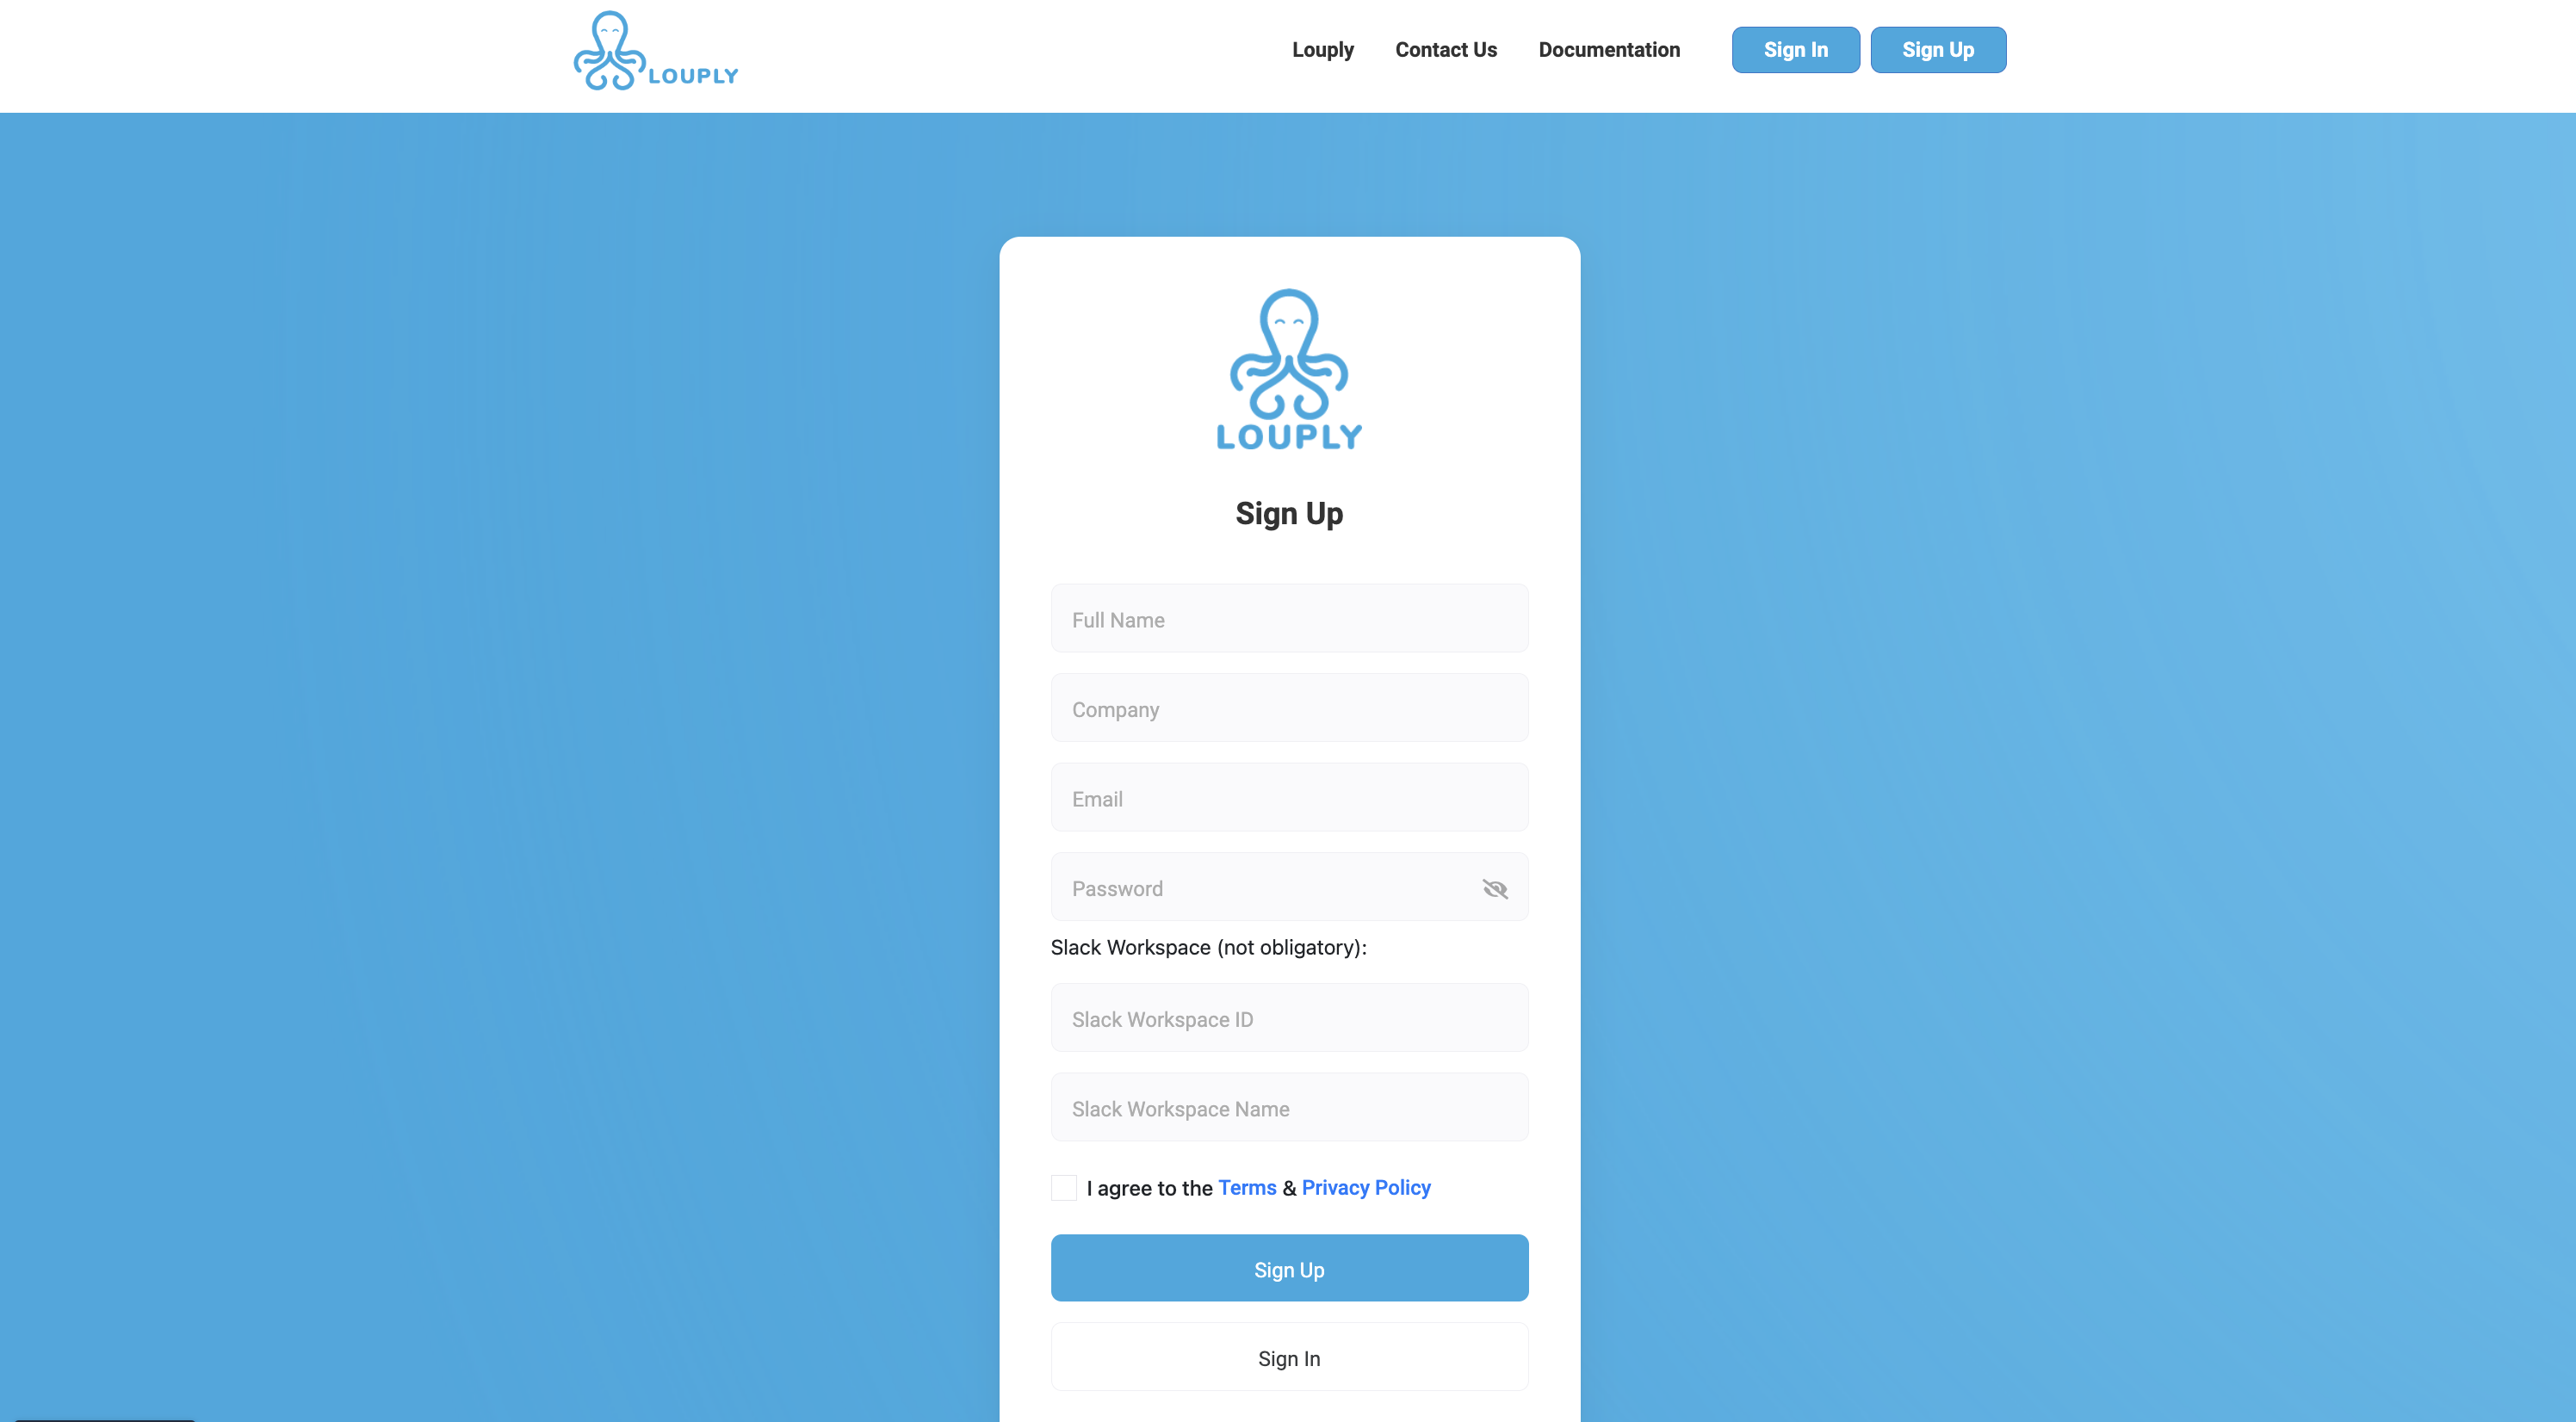 LOUPLY
Louply
Contact Us
Documentation
Sign In
Sign Up
LOUPLY
Sign Up
Full Name
Company
Email
Password
Slack Workspace (not obligatory):
Slack Workspace ID
Slack Workspace Name
I agree to the Terms & Privacy Policy
Sign Up
Sign In